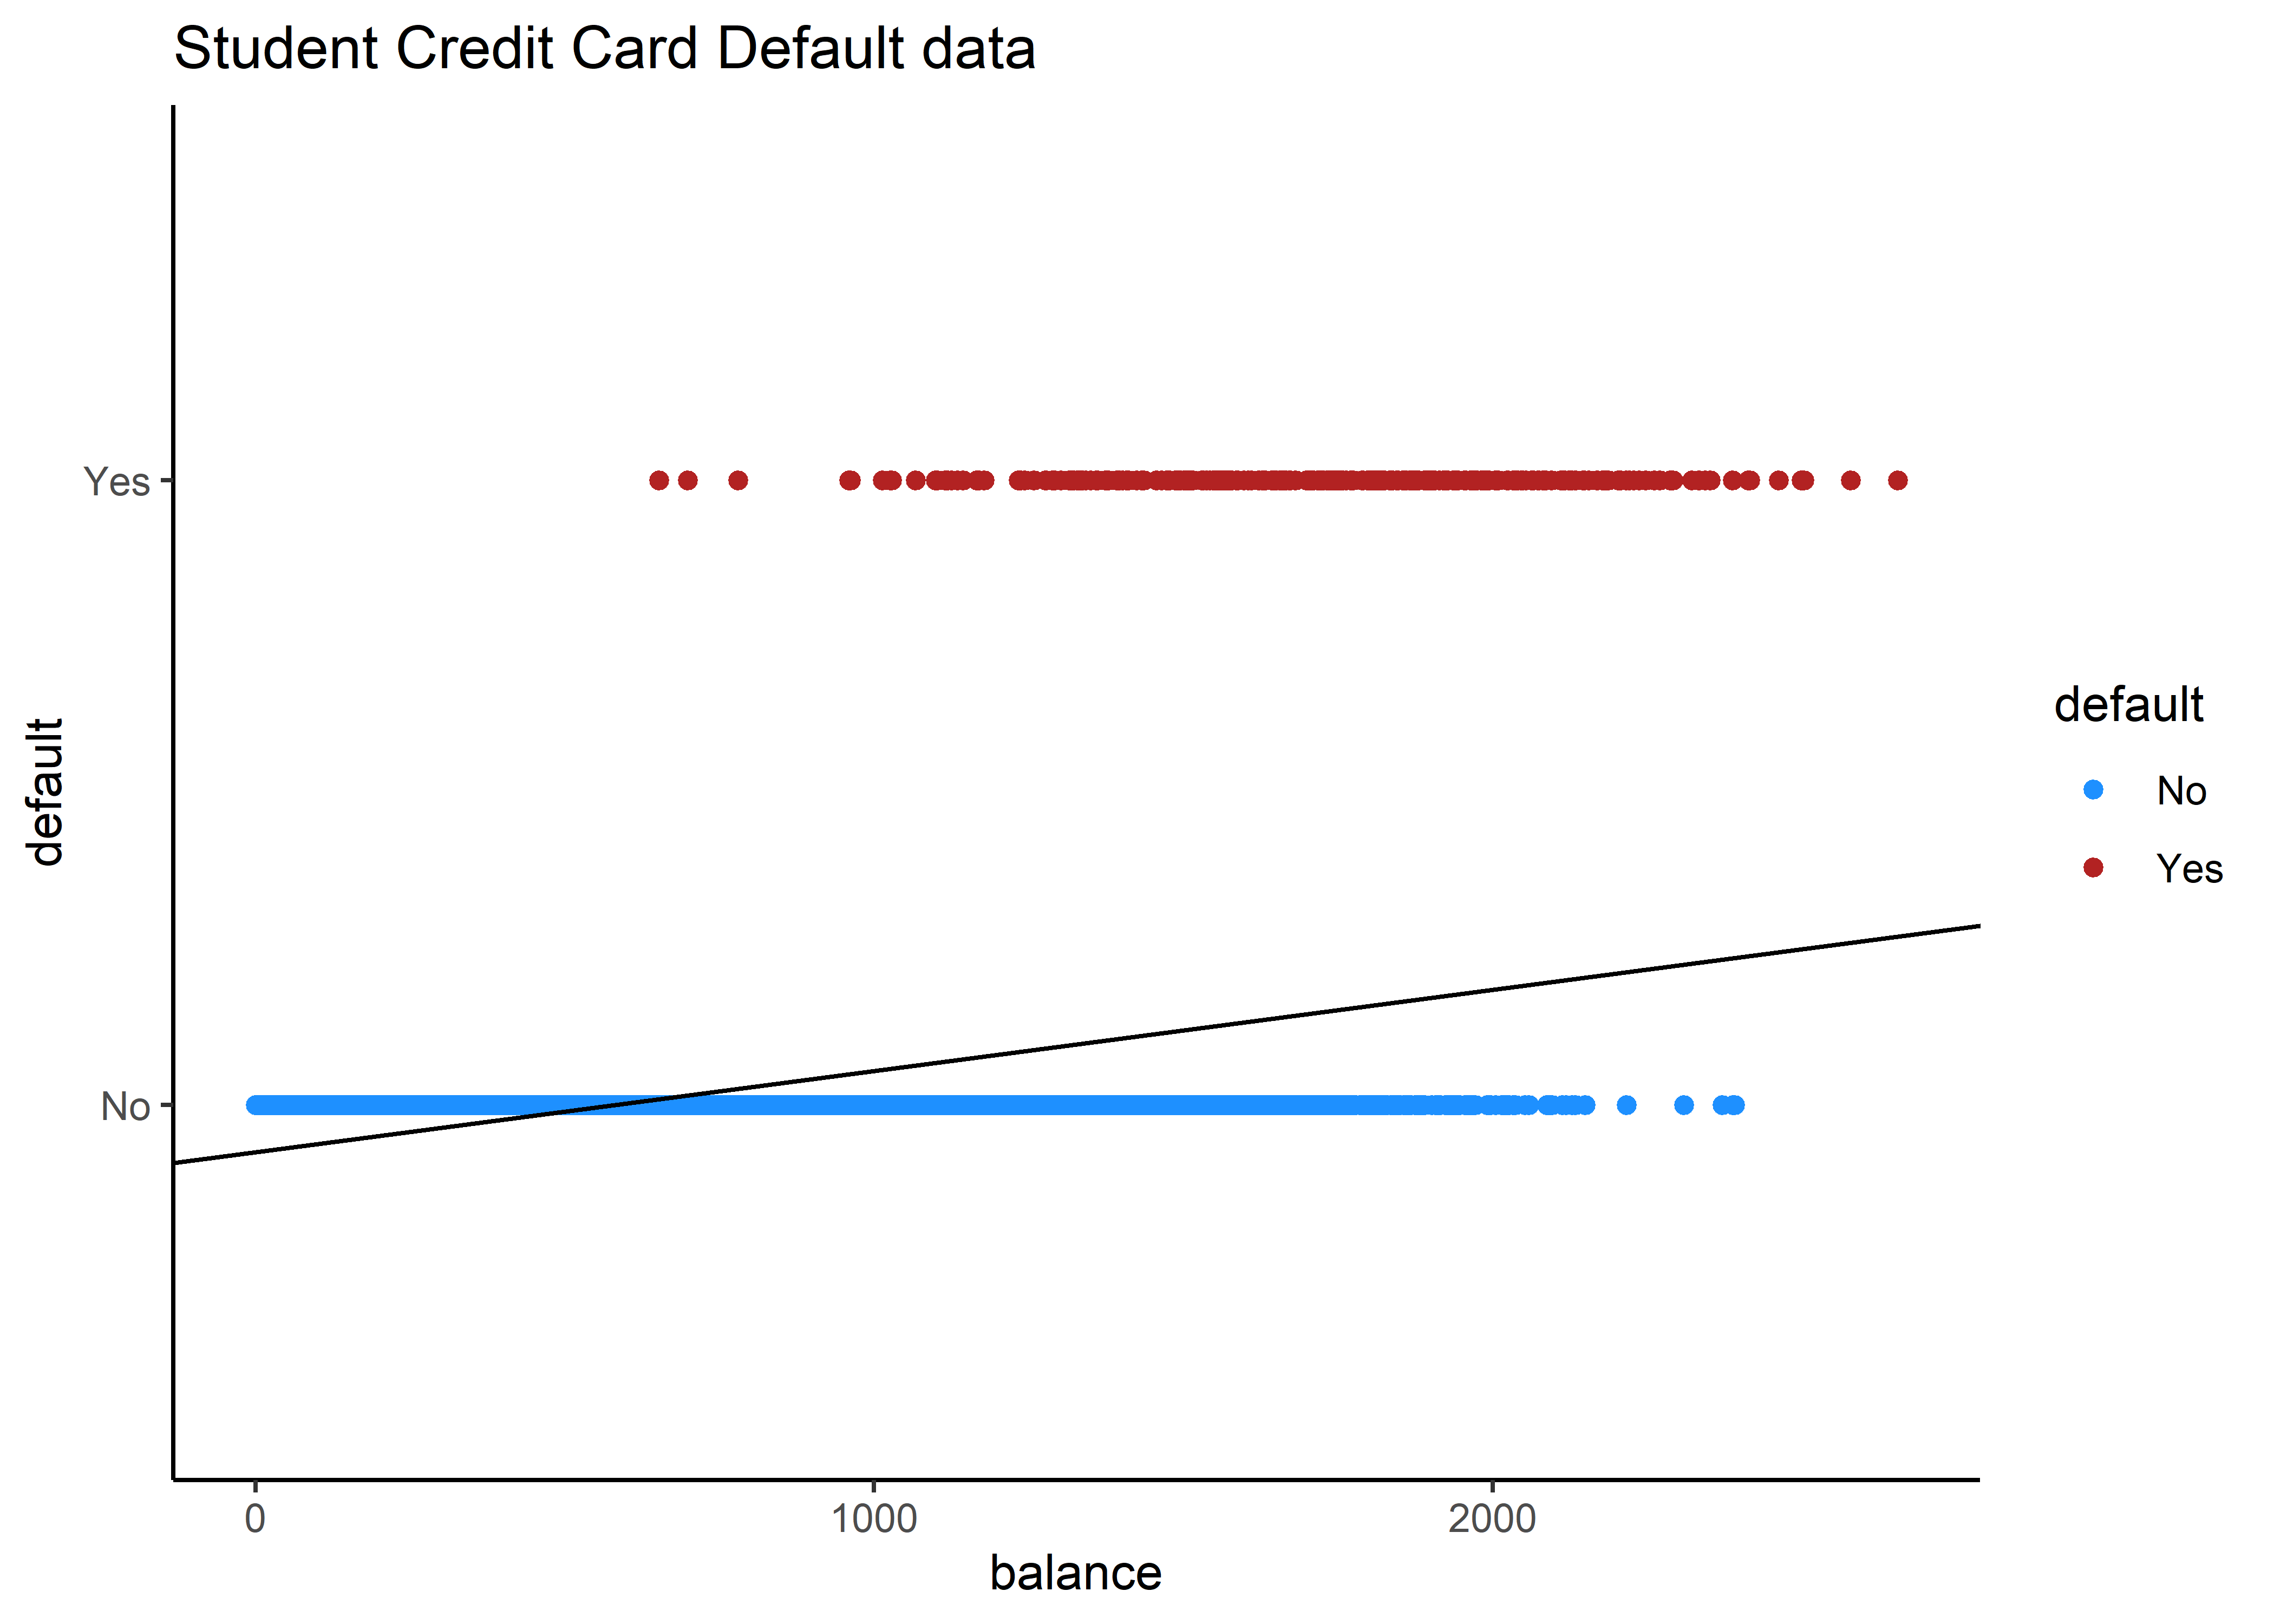 Student Credit Card Default data
default
Yes
No
0
1000
2000
balance
default
No
Yes